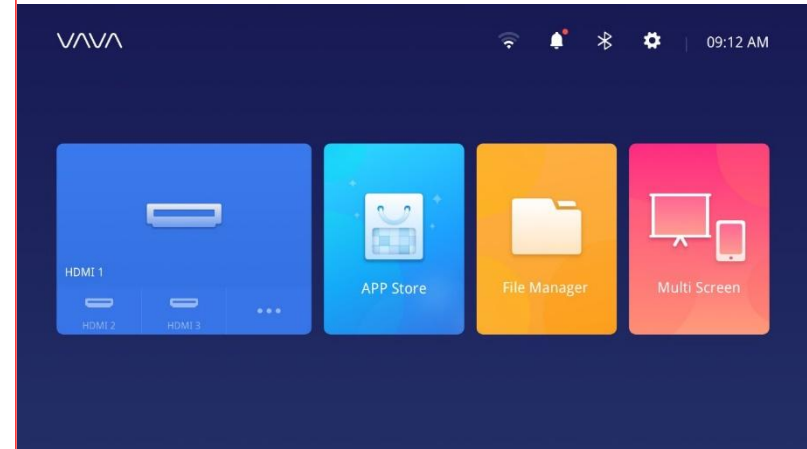 VAVA
09:12 AM
HDMI 1
HDMI 2
HDMI 3
APP Store
File Manager
Multi Screen